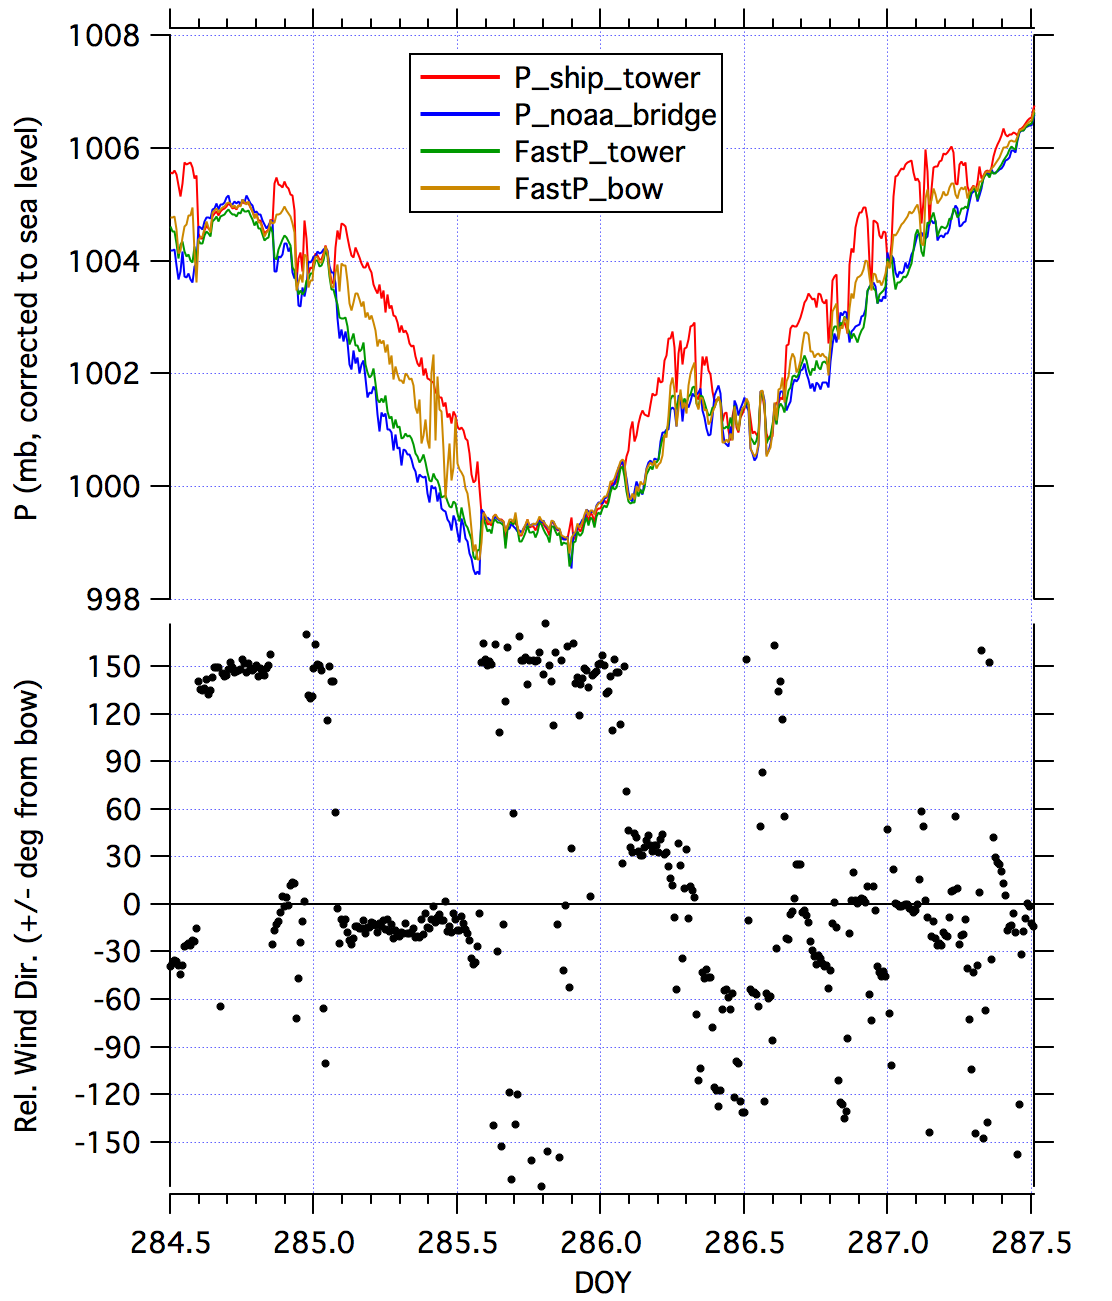 1008
1006
1004
1002
1000
998
P (mb, corrected to sea level)
P_ship_tower
P_noaa_bridge
FastP_tower
FastP_bow
150
120
90
60
30
0
-30
-60
-90
-120
-150
Rel. Wind Dir. (+/- deg from bow)
284.5 285.0 285.5 286.0 286.5 287.0 287.5
DOY